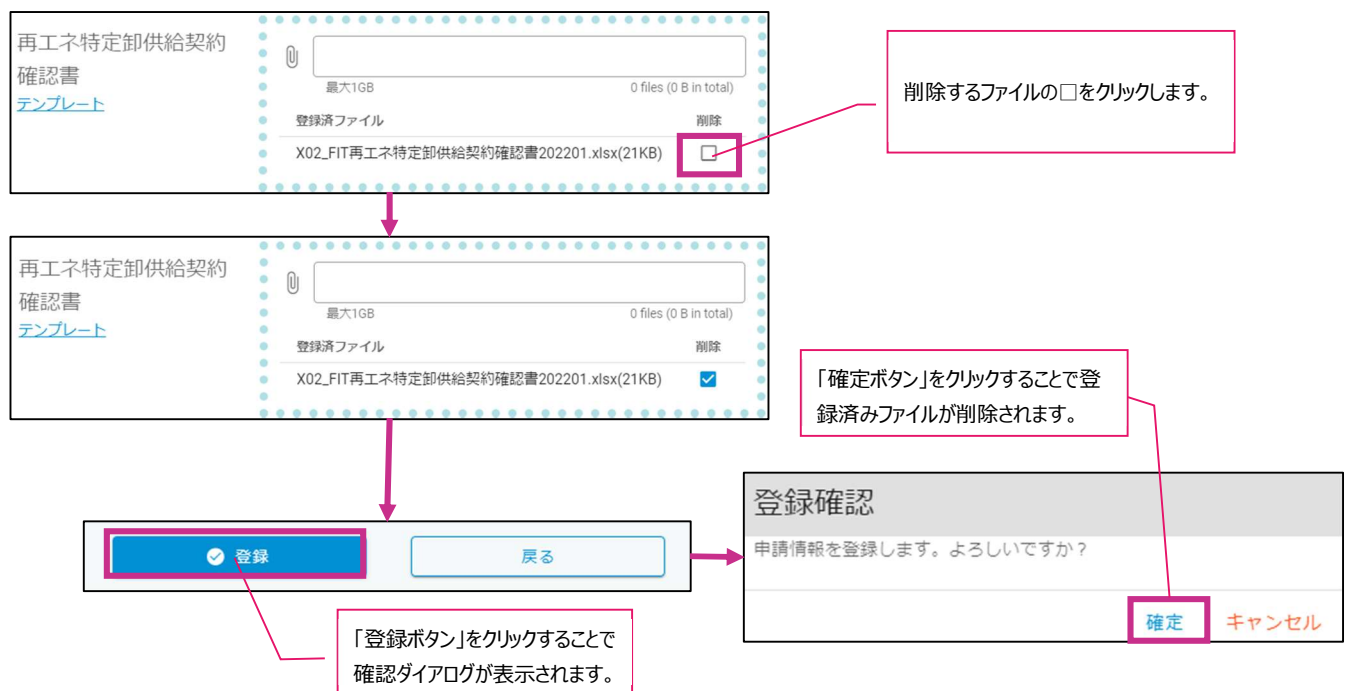 再エネ特定卸供給契約
確認書
テンプレート
最大1GB
0 files (0 B in total)
登録済ファイル
削除
X02_FIT再エネ特定卸供給契約確認書202201.xlsx(21KB)
削除するファイルの□をクリックします。
再エネ特定卸供給契約
確認書
テンプレート
最大1GB
0 files (0 B in total)
登録済ファイル
削除
X02_FIT再エネ特定卸供給契約確認書202201.xlsx(21KB)
「確定ボタン」をクリックすることで登
録済みファイルが削除されます。
登録
戻る
「登録ボタン」をクリックすることで
確認ダイアログが表示されます。
登録確認
申請情報を登録します。よろしいですか？
確定
キャンセル